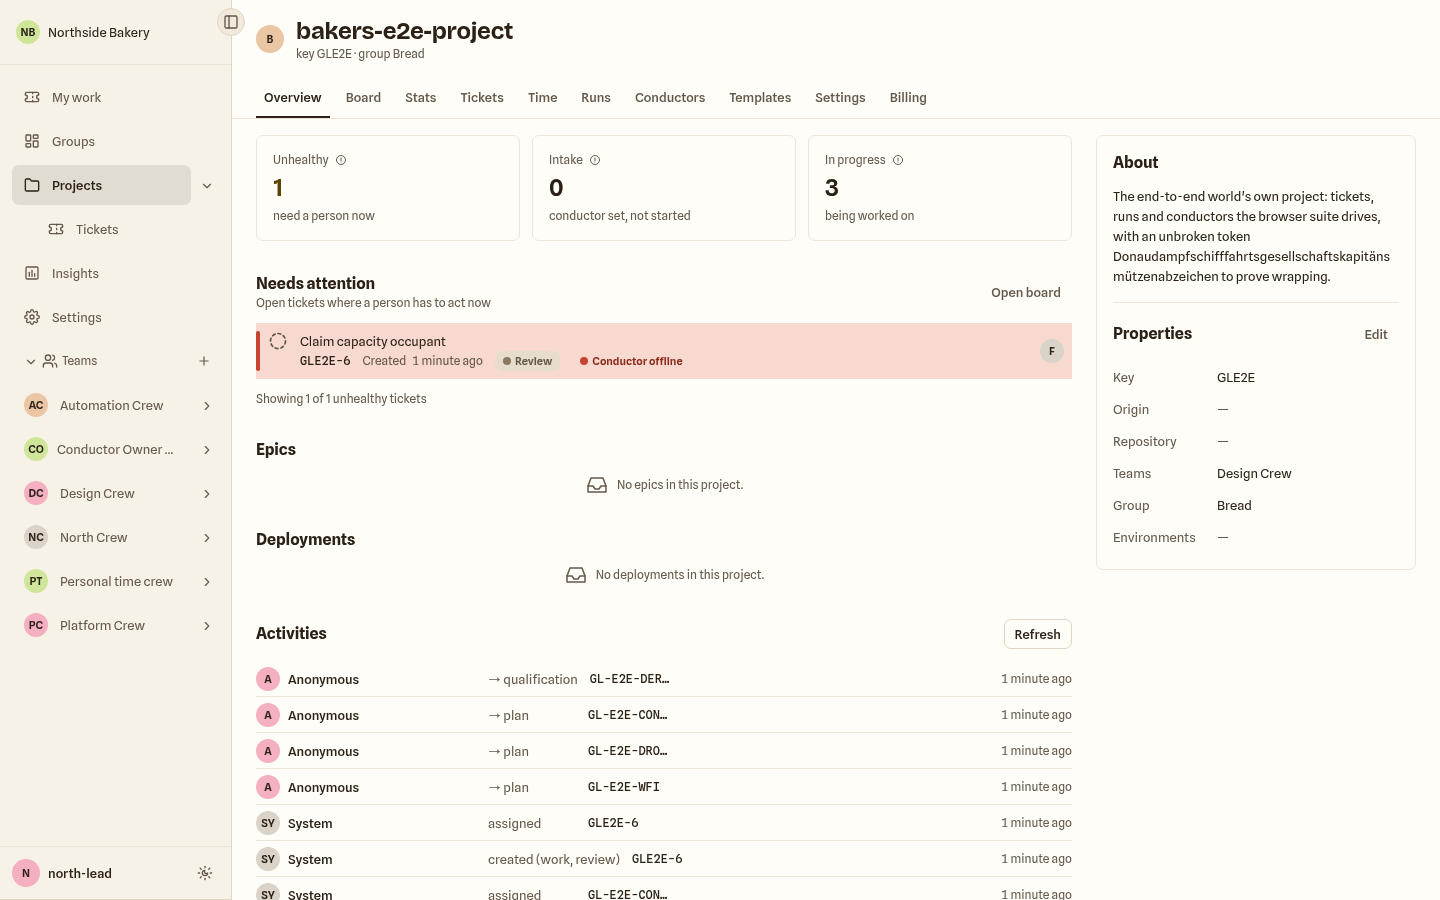 NB Northside Bakery
My work
Groups
Projects
Tickets
Insights
Settings
Teams
AC Automation Crew
CO Conductor Owner ...
DC Design Crew
NC North Crew
PT Personal time crew
PC Platform Crew
N north-lead
B bakers-e2e-project
key GLE2E · group Bread
Overview Board Stats Tickets Time Runs Conductors Templates Settings Billing
Unhealthy
1
need a person now
Intake
0
conductor set, not started
In progress
3
being worked on
Needs attention
Open tickets where a person has to act now
Open board
Claim capacity occupant
GLE2E-6 Created 1 minute ago Review Conductor offline
F
Showing 1 of 1 unhealthy tickets
Epics
No epics in this project.
Deployments
No deployments in this project.
Activities
Refresh
A Anonymous → qualification GL-E2E-DER… 1 minute ago
A Anonymous → plan GL-E2E-CON… 1 minute ago
A Anonymous → plan GL-E2E-DRO… 1 minute ago
A Anonymous → plan GL-E2E-WFI 1 minute ago
SY System assigned GLE2E-6 1 minute ago
SY System created (work, review) GLE2E-6 1 minute ago
SY System assigned GL-E2E-CON… 1 minute ago
About
The end-to-end world's own project: tickets,
runs and conductors the browser suite drives,
with an unbroken token
Donaudampfschifffahrtsgesellschaftskapitäns
mützenabzeichen to prove wrapping.
Properties
Edit
Key GLE2E
Origin —
Repository —
Teams Design Crew
Group Bread
Environments —